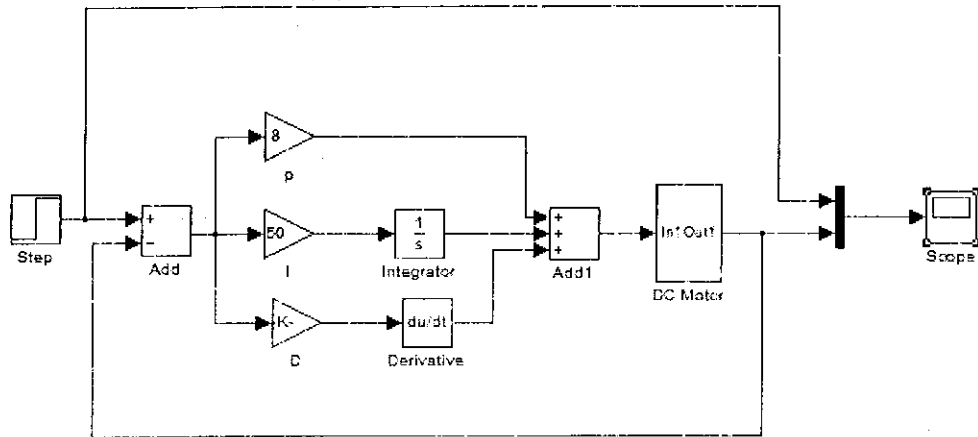 8
p
Step
+
−
Add
50
I
1
s
Integrator
+
+
+
Add1
In1 Out1
DC Motor
Scope
K-
D
du/dt
Derivative